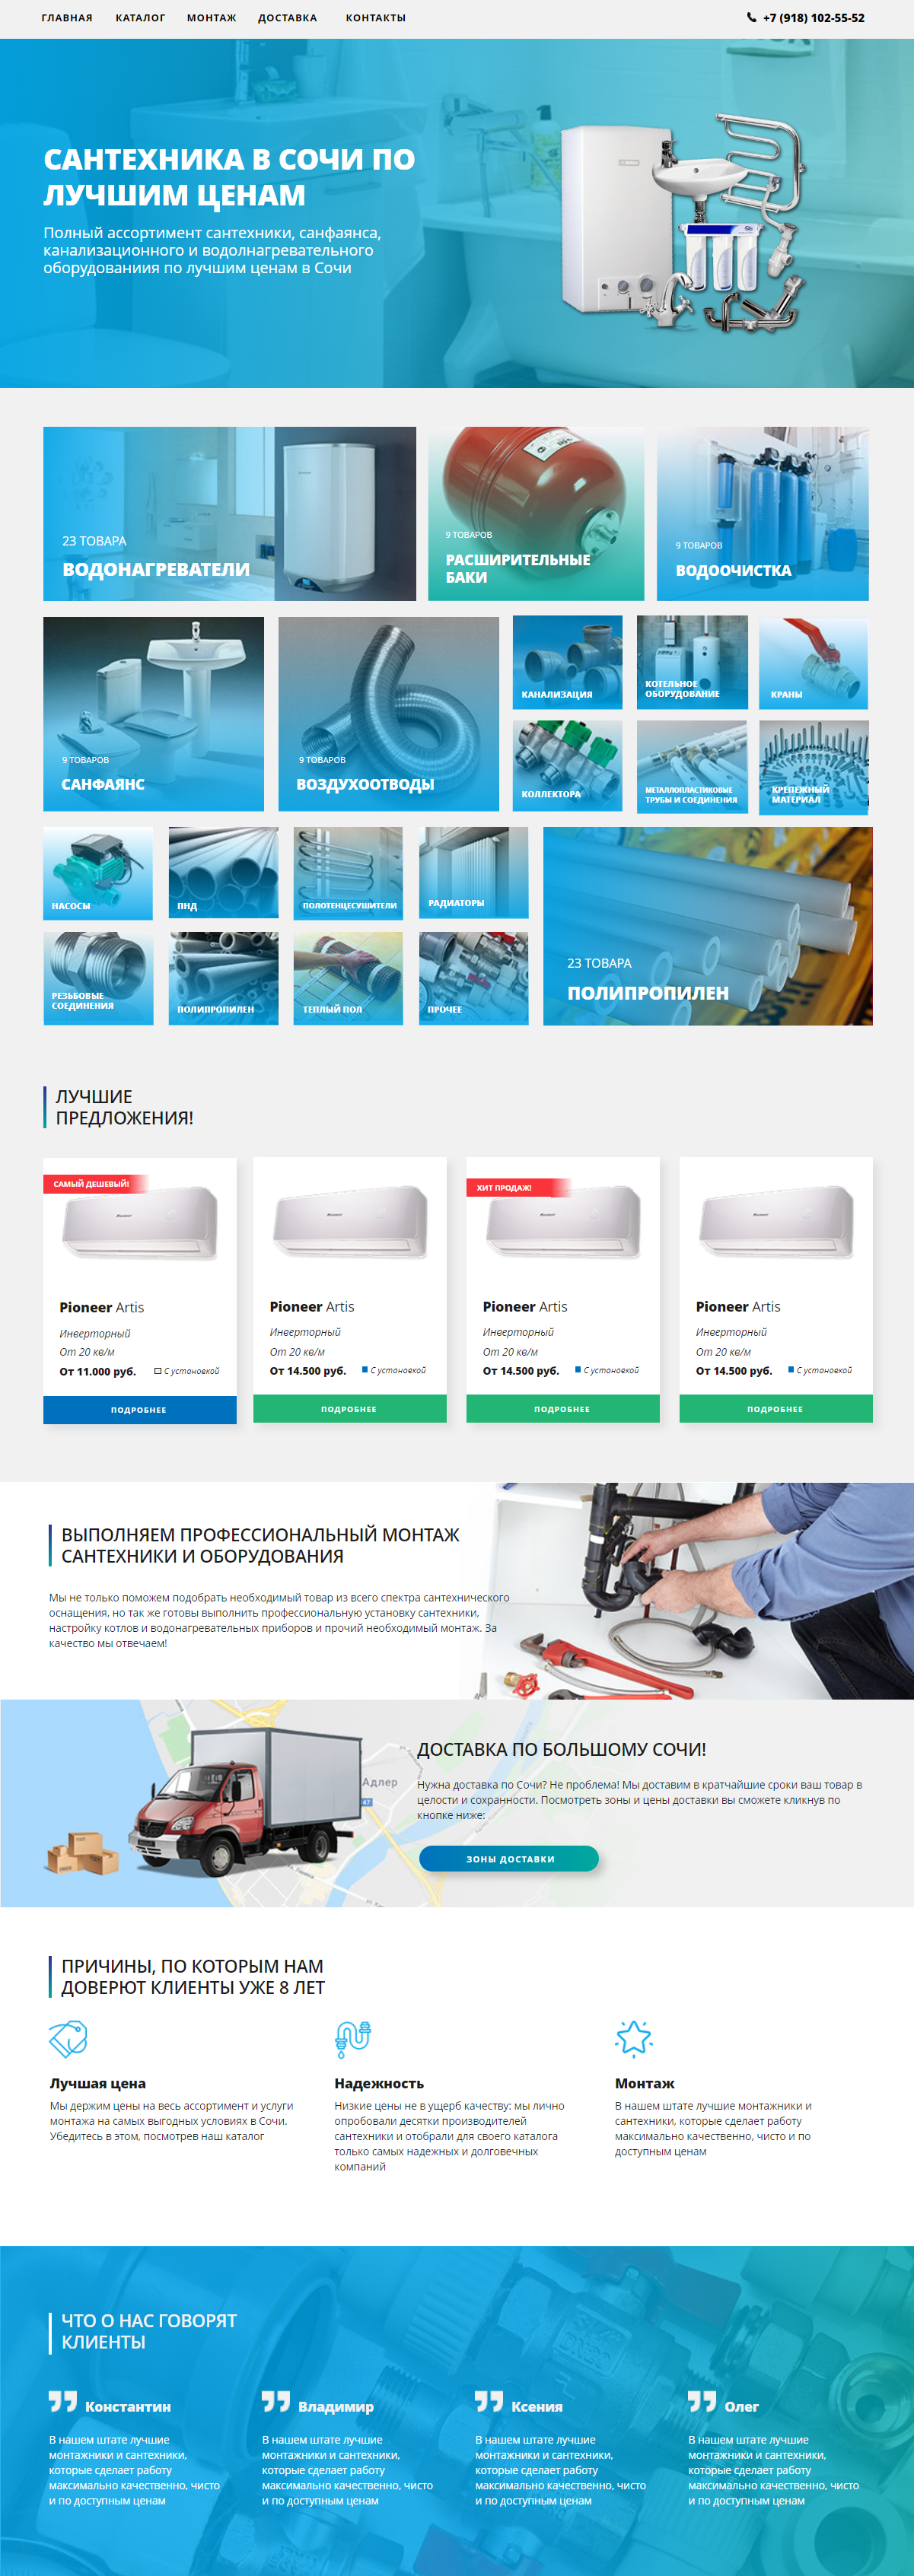 ГЛАВНАЯ КАТАЛОГ МОНТАЖ ДОСТАВКА КОНТАКТЫ +7 (918) 102-55-52
САНТЕХНИКА В СОЧИ ПО
ЛУЧШИМ ЦЕНАМ
Полный ассортимент сантехники, санфаянса,
канализационного и водолнагревательного
оборудованиия по лучшим ценам в Сочи
23 ТОВАРА
ВОДОНАГРЕВАТЕЛИ
9 ТОВАРОВ
РАСШИРИТЕЛЬНЫЕ
БАКИ
9 ТОВАРОВ
ВОДООЧИСТКА
9 ТОВАРОВ
САНФАЯНС
9 ТОВАРОВ
ВОЗДУХООТВОДЫ
КАНАЛИЗАЦИЯ
КОТЕЛЬНОЕ
ОБОРУДОВАНИЕ
КРАНЫ
КОЛЛЕКТОРА
МЕТАЛЛОПЛАСТИКОВЫЕ
ТРУБЫ И СОЕДИНЕНИЯ
КРЕПЕЖНЫЙ
МАТЕРИАЛ
НАСОСЫ
ПНД
ПОЛОТЕНЦЕСУШИТЕЛИ
РАДИАТОРЫ
РЕЗЬБОВЫЕ
СОЕДИНЕНИЯ
ПОЛИПРОПИЛЕН
ТЕПЛЫЙ ПОЛ
ПРОЧЕЕ
23 ТОВАРА
ПОЛИПРОПИЛЕН
ЛУЧШИЕ
ПРЕДЛОЖЕНИЯ!
САМЫЙ ДЕШЕВЫЙ!
Pioneer Artis
Инверторный
От 20 кв/м
От 11.000 руб. С установкой
ПОДРОБНЕЕ
Pioneer Artis
Инверторный
От 20 кв/м
От 14.500 руб. С установкой
ПОДРОБНЕЕ
ХИТ ПРОДАЖ!
Pioneer Artis
Инверторный
От 20 кв/м
От 14.500 руб. С установкой
ПОДРОБНЕЕ
Pioneer Artis
Инверторный
От 20 кв/м
От 14.500 руб. С установкой
ПОДРОБНЕЕ
ВЫПОЛНЯЕМ ПРОФЕССИОНАЛЬНЫЙ МОНТАЖ
САНТЕХНИКИ И ОБОРУДОВАНИЯ
Мы не только поможем подобрать необходимый товар из всего спектра сантехнического
оснащения, но так же готовы выполнить профессиональную установку сантехники,
настройку котлов и водонагревательных приборов и прочий необходимый монтаж. За
качество мы отвечаем!
Адлер
47
ДОСТАВКА ПО БОЛЬШОМУ СОЧИ!
Нужна доставка по Сочи? Не проблема! Мы доставим в кратчайшие сроки ваш товар в
целости и сохранности. Посмотреть зоны и цены доставки вы сможете кликнув по
кнопке ниже:
ЗОНЫ ДОСТАВКИ
ПРИЧИНЫ, ПО КОТОРЫМ НАМ
ДОВЕРЮТ КЛИЕНТЫ УЖЕ 8 ЛЕТ
Лучшая цена
Мы держим цены на весь ассортимент и услуги
монтажа на самых выгодных условиях в Сочи.
Убедитесь в этом, посмотрев наш каталог
Надежность
Низкие цены не в ущерб качеству: мы лично
опробовали десятки производителей
сантехники и отобрали для своего каталога
только самых надежных и долговечных
компаний
Монтаж
В нашем штате лучшие монтажники и
сантехники, которые сделает работу
максимально качественно, чисто и по
доступным ценам
ЧТО О НАС ГОВОРЯТ
КЛИЕНТЫ
Константин
В нашем штате лучшие
монтажники и сантехники,
которые сделает работу
максимально качественно, чисто
и по доступным ценам
Владимир
В нашем штате лучшие
монтажники и сантехники,
которые сделает работу
максимально качественно, чисто
и по доступным ценам
Ксения
В нашем штате лучшие
монтажники и сантехники,
которые сделает работу
максимально качественно, чисто
и по доступным ценам
Олег
В нашем штате лучшие
монтажники и сантехники,
которые сделает работу
максимально качественно, чисто
и по доступным ценам